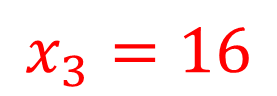 x₃ = 16